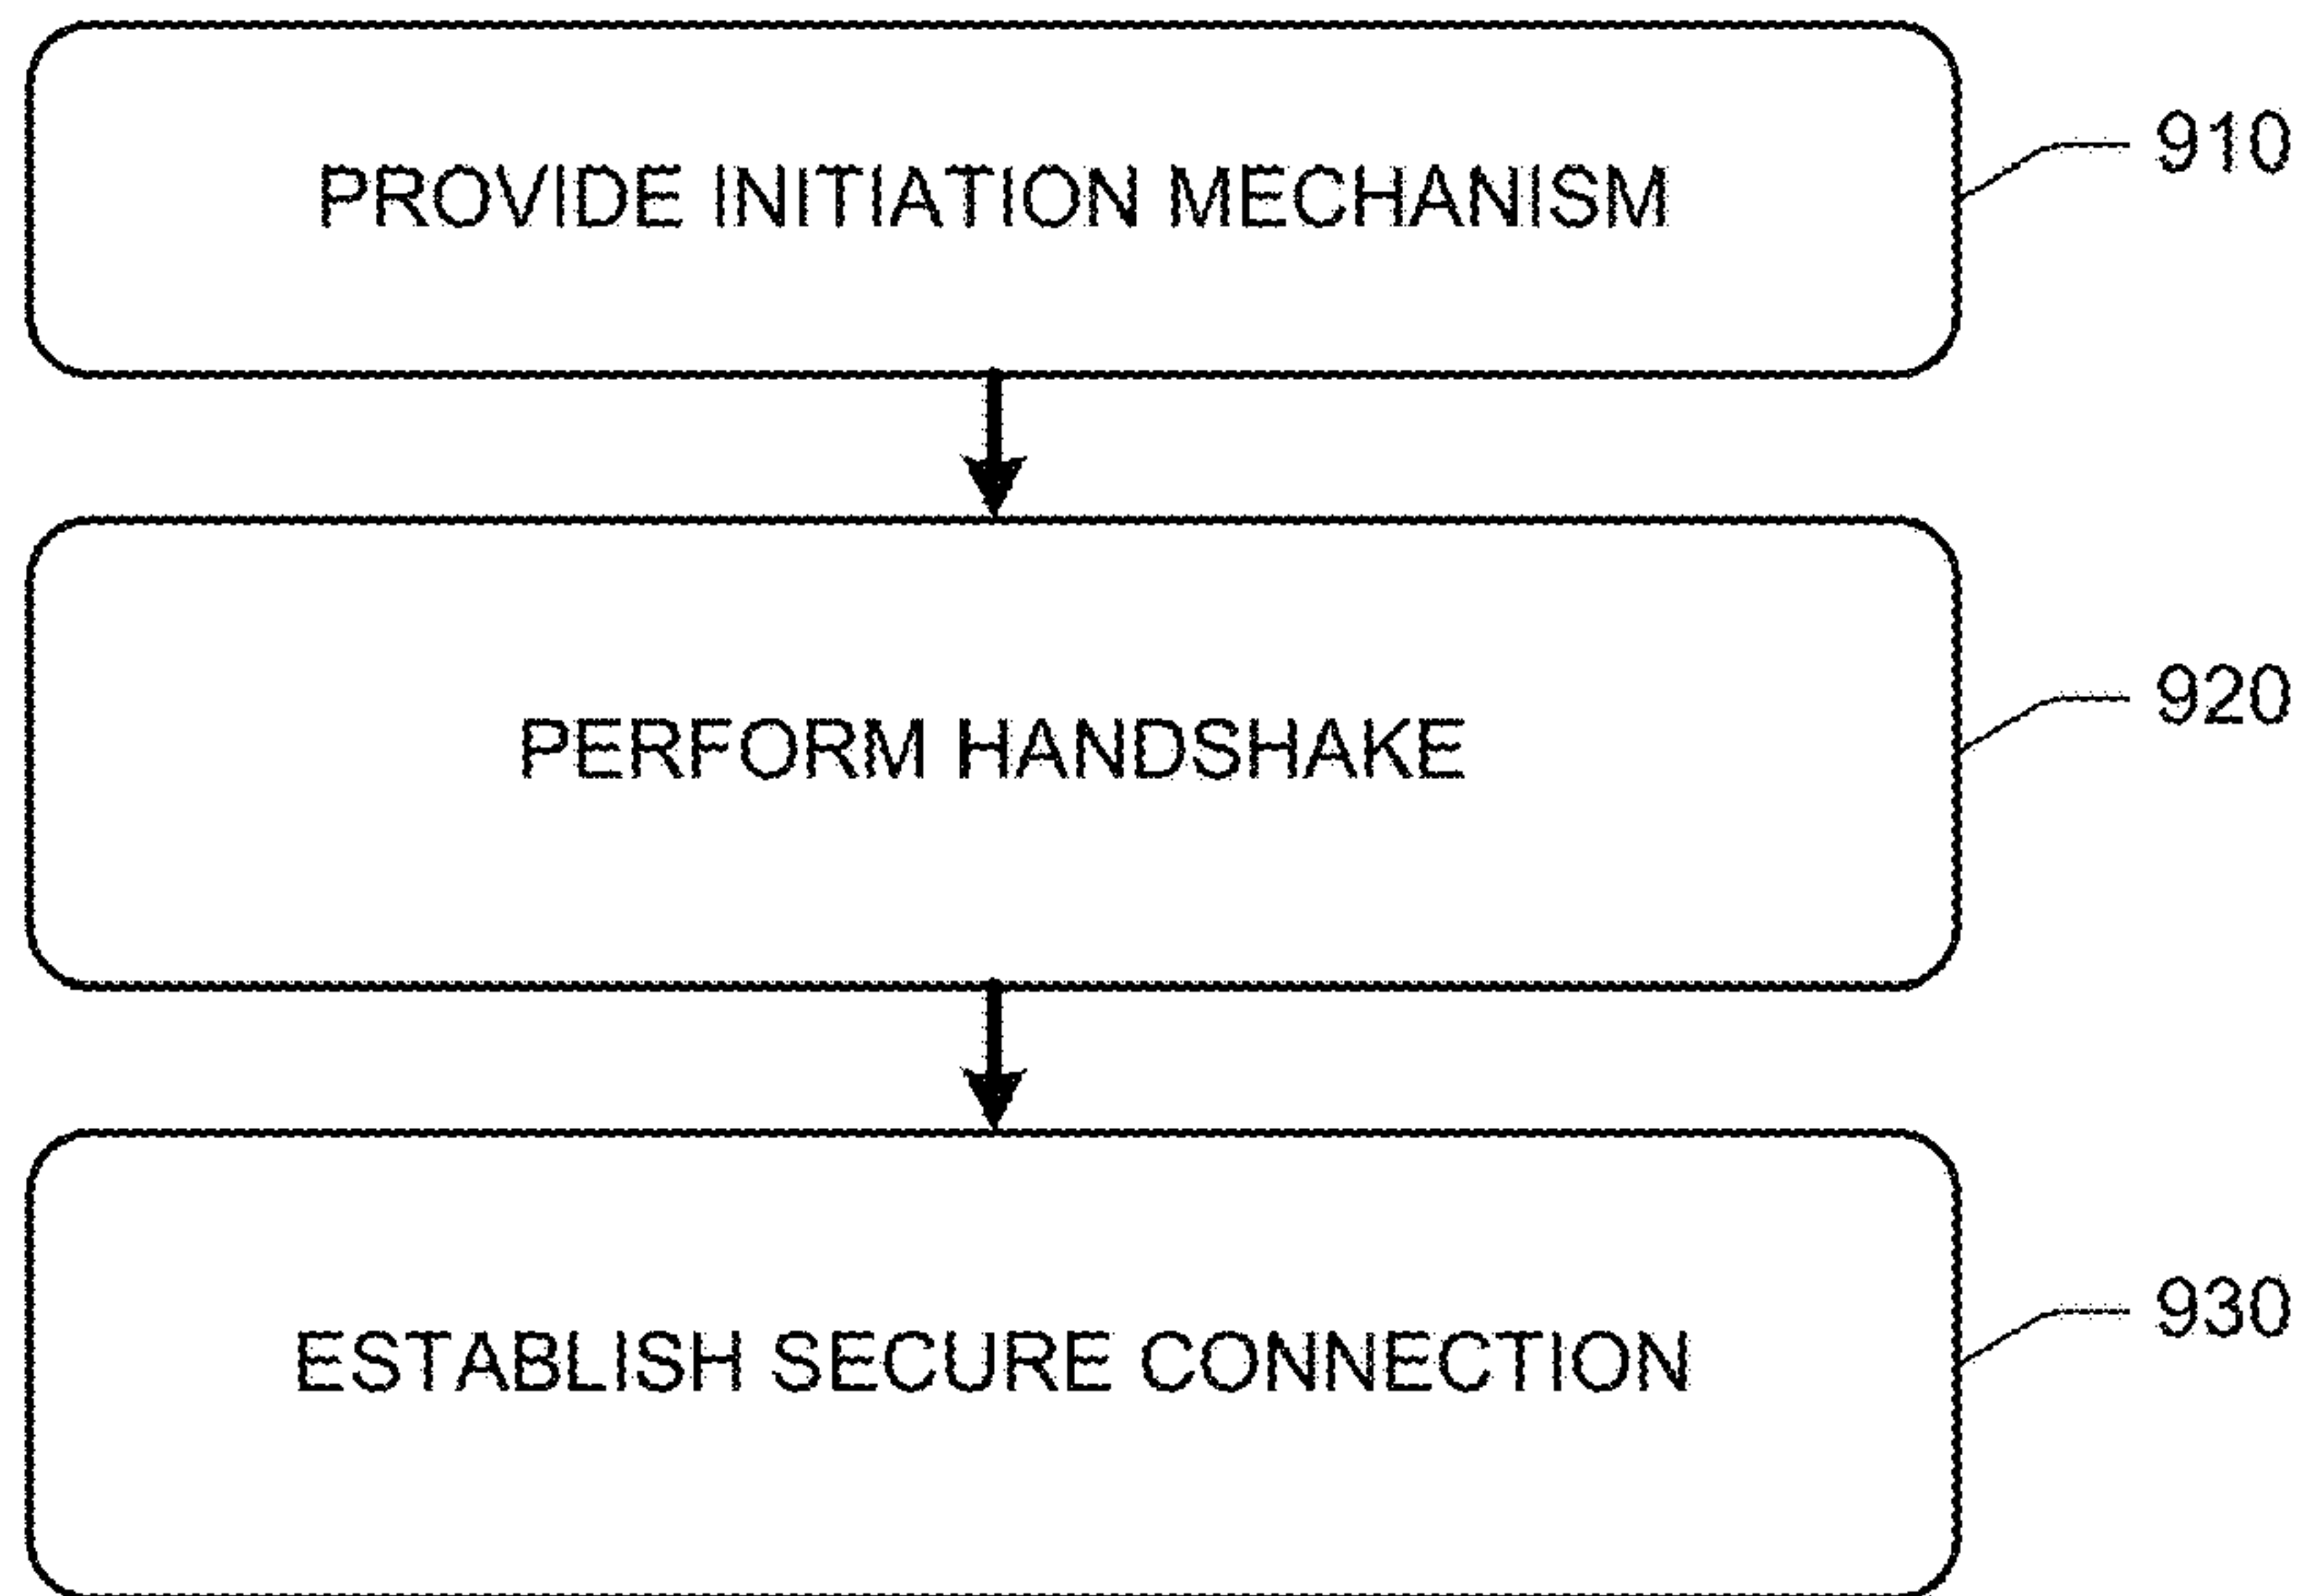 PROVIDE INITIATION MECHANISM
910
PERFORM HANDSHAKE
920
ESTABLISH SECURE CONNECTION
930